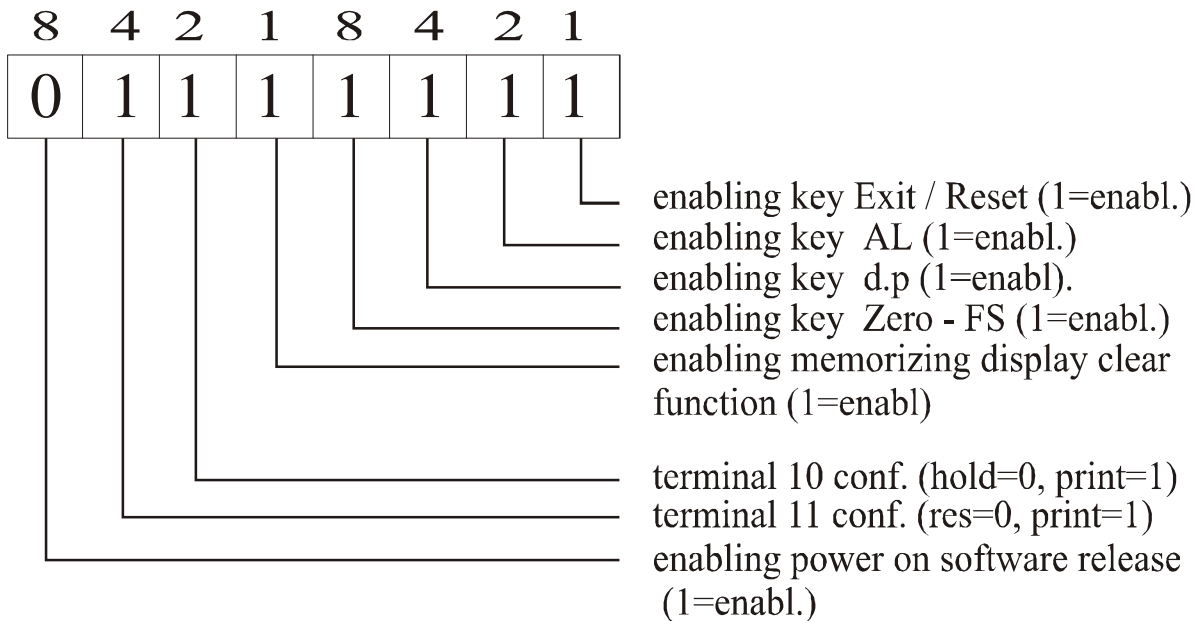 8 4 2 1 8 4 2 1
0 1 1 1 1 1 1 1
enabling key Exit / Reset (1=enabl.)
enabling key AL (1=enabl.)
enabling key d.p (1=enabl).
enabling key Zero - FS (1=enabl.)
enabling memorizing display clear
function (1=enabl)
terminal 10 conf. (hold=0, print=1)
terminal 11 conf. (res=0, print=1)
enabling power on software release
(1=enabl.)